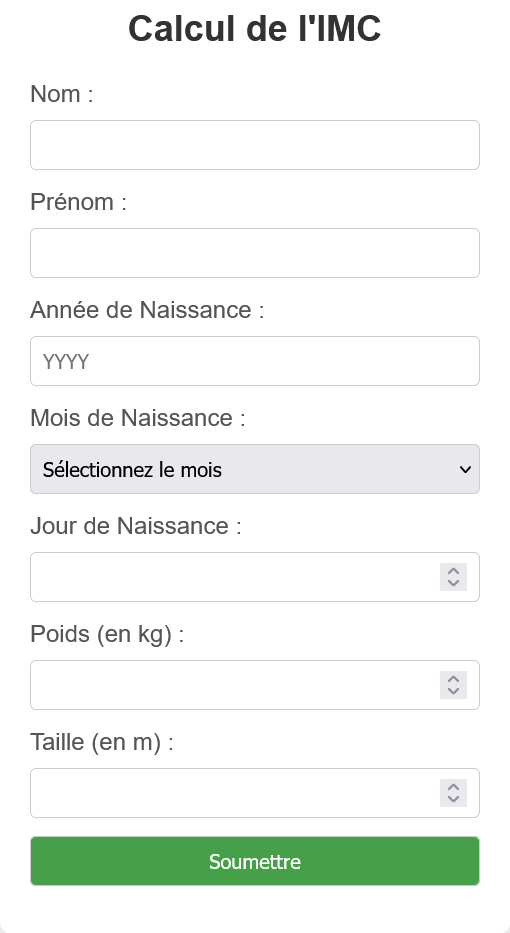 Calcul de l'IMC
Nom :
Prénom :
Année de Naissance :
YYYY
Mois de Naissance :
Sélectionnez le mois
Jour de Naissance :
Poids (en kg) :
Taille (en m) :
Soumettre